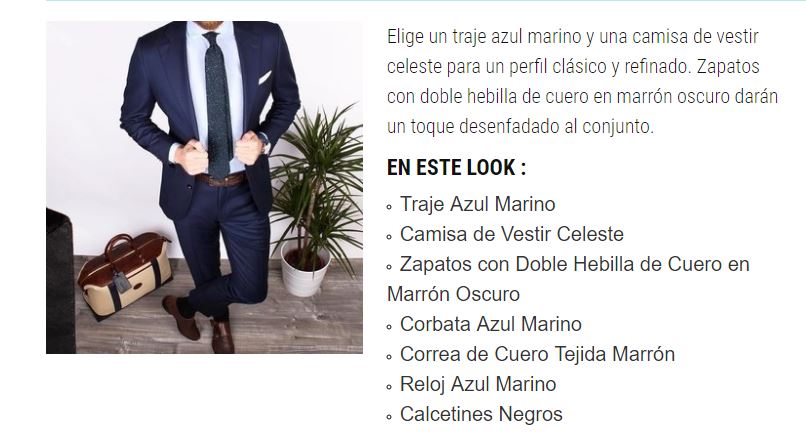 Elige un traje azul marino y una camisa de vestir
celeste para un perfil clásico y refinado. Zapatos
con doble hebilla de cuero en marrón oscuro darán
un toque desenfadado al conjunto.
EN ESTE LOOK :
Traje Azul Marino
Camisa de Vestir Celeste
Zapatos con Doble Hebilla de Cuero en
Marrón Oscuro
Corbata Azul Marino
Correa de Cuero Tejida Marrón
Reloj Azul Marino
Calcetines Negros